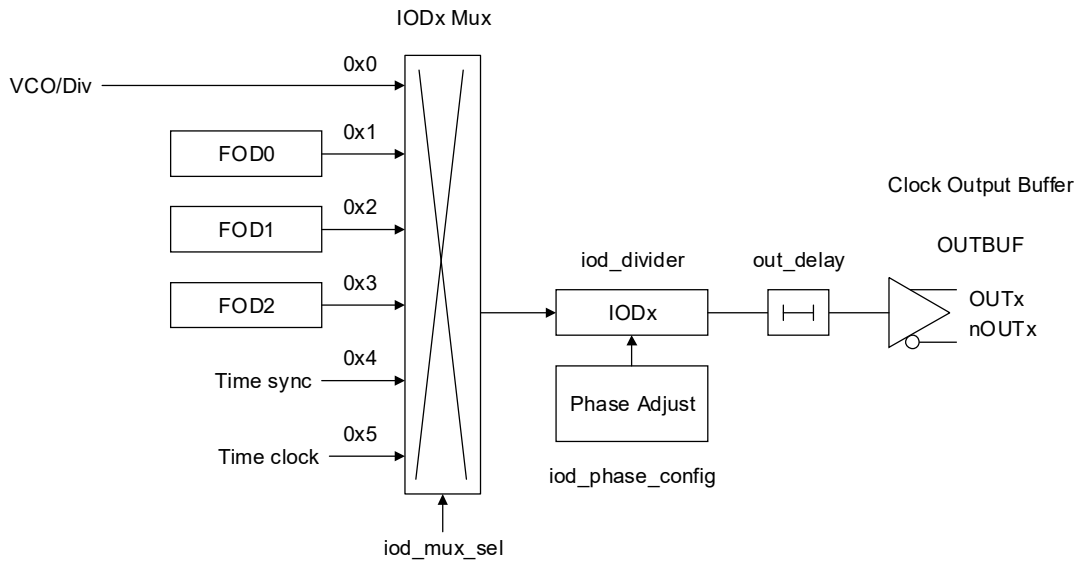 IODx Mux
0x0
VCO/Div
0x1
FOD0
0x2
FOD1
0x3
FOD2
0x4
Time sync
0x5
Time clock
iod_mux_sel
iod_divider
IODx
Phase Adjust
iod_phase_config
out_delay
Clock Output Buffer
OUTBUF
OUTx
nOUTx